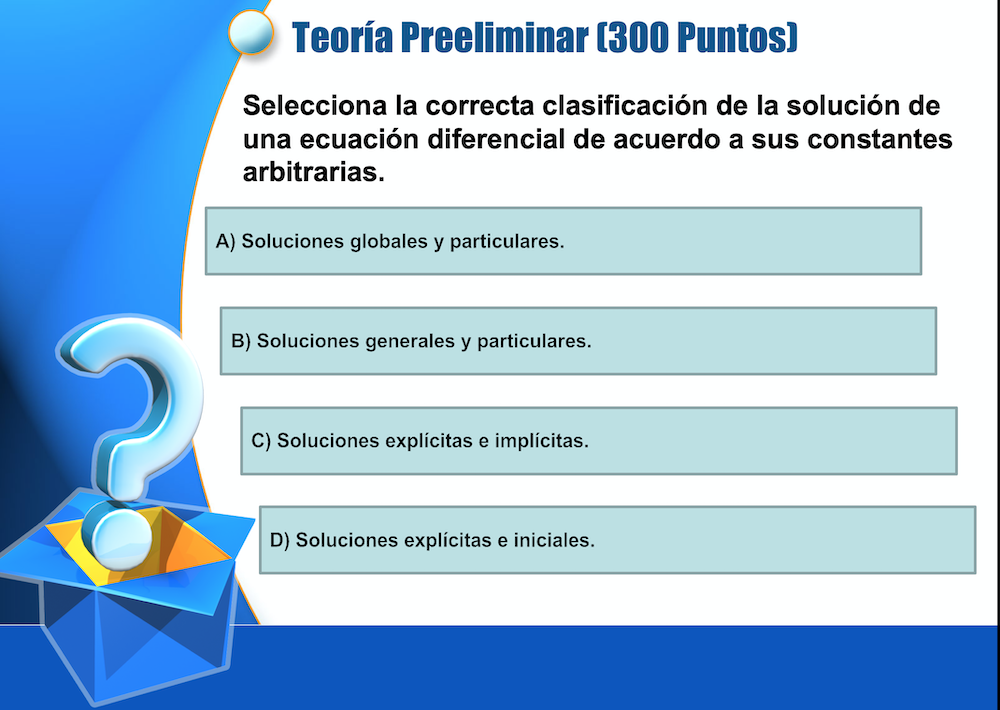 Teoría Preeliminar (300 Puntos)
Selecciona la correcta clasificación de la solución de
una ecuación diferencial de acuerdo a sus constantes
arbitrarias.
A) Soluciones globales y particulares.
B) Soluciones generales y particulares.
C) Soluciones explícitas e implícitas.
D) Soluciones explícitas e iniciales.